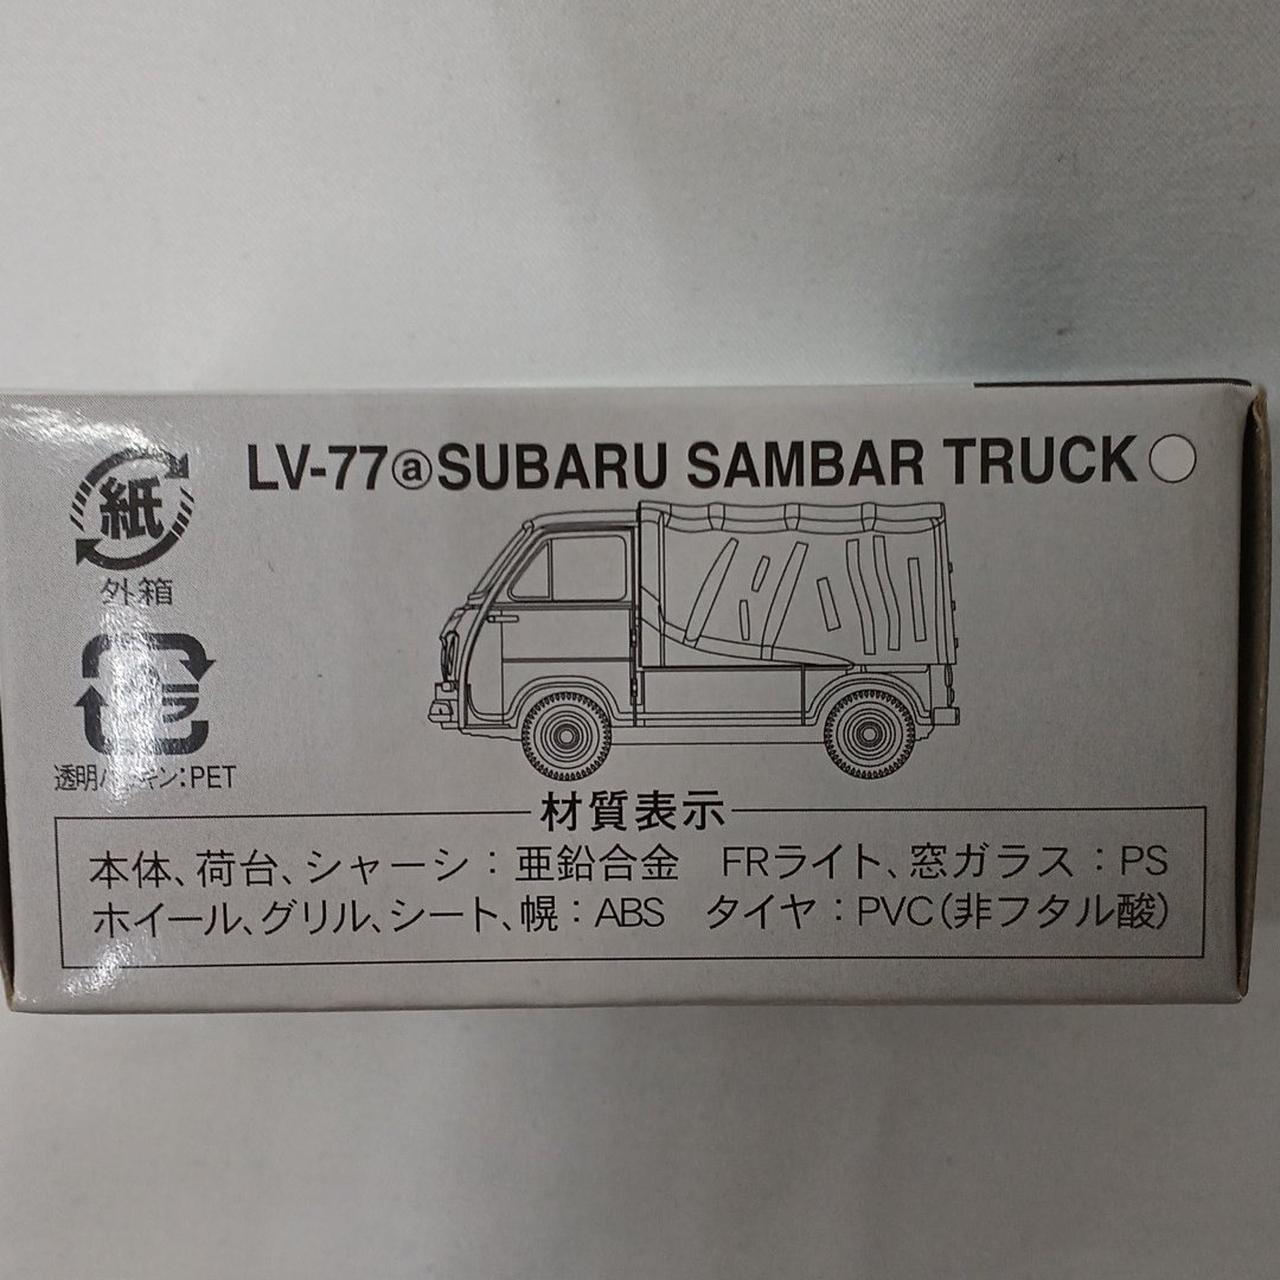 LV-77ⓐSUBARU SAMBAR TRUCK○
紙
外箱
プラ
:PET
材質表示
本体、荷台、シャーシ：亜鉛合金　FRライト、窓ガラス：PS
ホイール、グリル、シート、幌：ABS　タイヤ：PVC（非フタル酸）